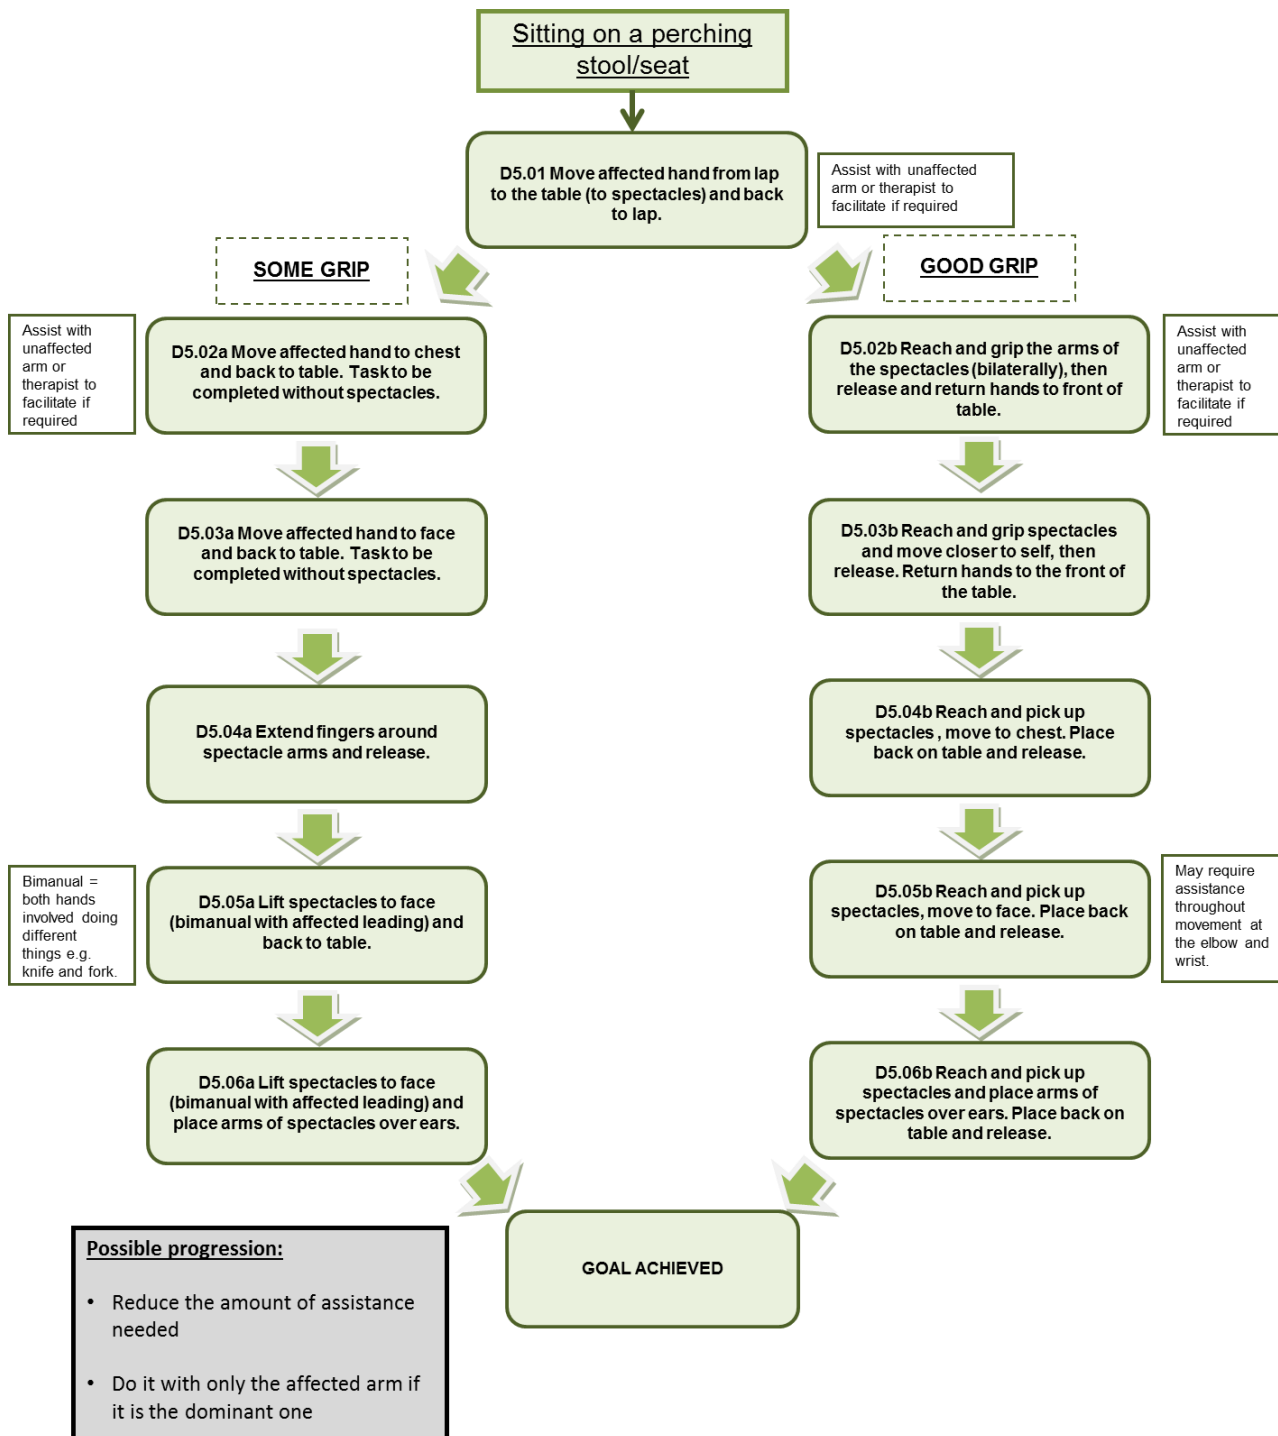 Sitting on a perching
stool/seat
D5.01 Move affected hand from lap
to the table (to spectacles) and back
to lap.
Assist with unaffected
arm or therapist to
facilitate if required
SOME GRIP
GOOD GRIP
Assist with
unaffected
arm or
therapist to
facilitate if
required
D5.02a Move affected hand to chest
and back to table. Task to be
completed without spectacles.
D5.02b Reach and grip the arms of
the spectacles (bilaterally), then
release and return hands to front of
table.
Assist with
unaffected
arm or
therapist to
facilitate if
required
D5.03a Move affected hand to face
and back to table. Task to be
completed without spectacles.
D5.03b Reach and grip spectacles
and move closer to self, then
release. Return hands to the front of
the table.
D5.04a Extend fingers around
spectacle arms and release.
D5.04b Reach and pick up
spectacles , move to chest. Place
back on table and release.
Bimanual =
both hands
involved doing
different
things e.g.
knife and fork.
D5.05a Lift spectacles to face
(bimanual with affected leading) and
back to table.
D5.05b Reach and pick up
spectacles, move to face. Place back
on table and release.
May require
assistance
throughout
movement at
the elbow and
wrist.
D5.06a Lift spectacles to face
(bimanual with affected leading) and
place arms of spectacles over ears.
D5.06b Reach and pick up
spectacles and place arms of
spectacles over ears. Place back on
table and release.
GOAL ACHIEVED
Possible progression:
• Reduce the amount of assistance
needed
• Do it with only the affected arm if
it is the dominant one